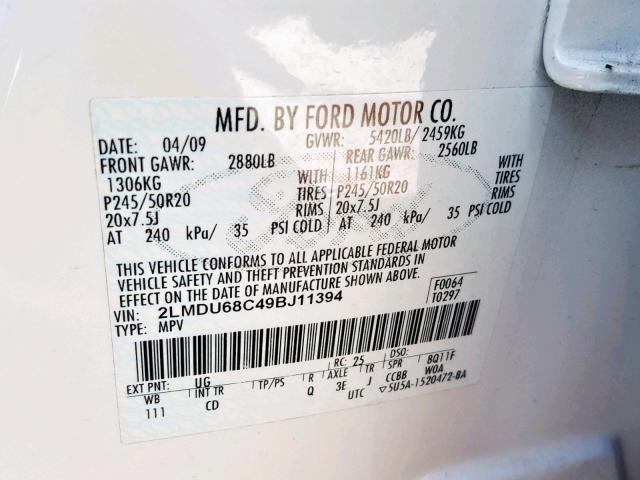 MFD. BY FORD MOTOR CO.
DATE: 04/09 GVWR: 5420LB/ 2459KG
FRONT GAWR: 2880LB REAR GAWR: 2560LB
1306KG WITH 1161KG WITH
P245/50R20 TIRES P245/50R20 TIRES
20x7.5J RIMS 20x7.5J RIMS
AT 240 kPa/ 35 PSI COLD AT 240 kPa/ 35 PSI COLD
THIS VEHICLE CONFORMS TO ALL APPLICABLE FEDERAL MOTOR
VEHICLE SAFETY AND THEFT PREVENTION STANDARDS IN
EFFECT ON THE DATE OF MANUFACTURE SHOWN ABOVE.
VIN: 2LMDU68C49BJ11394 F0064
TYPE: MPV T0297
EXT PNT: UG RC: 25 DSO:
WB INT TR TP/PS R AXLE TR SPR BQ11F
111 CD Q 3E J CCBB WOA
UTC ▽5U5A-1520472-BA